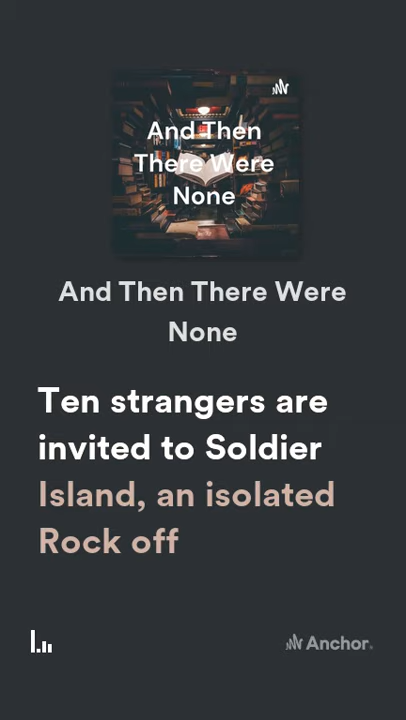 And Then
There Were
None
And Then There Were
None
Ten strangers are
invited to Soldier
Island, an isolated
Rock off
Anchor